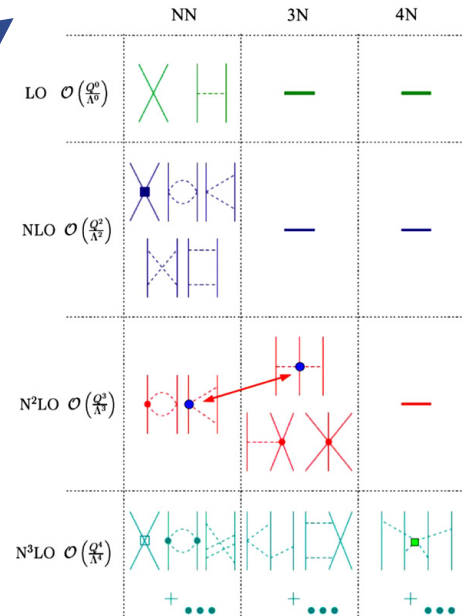 NN 3N 4N
LO 𝒪(Q⁰/Λ⁰)
NLO 𝒪(Q²/Λ²)
N²LO 𝒪(Q³/Λ³)
N³LO 𝒪(Q⁴/Λ⁴)
+ ... + ... + ...